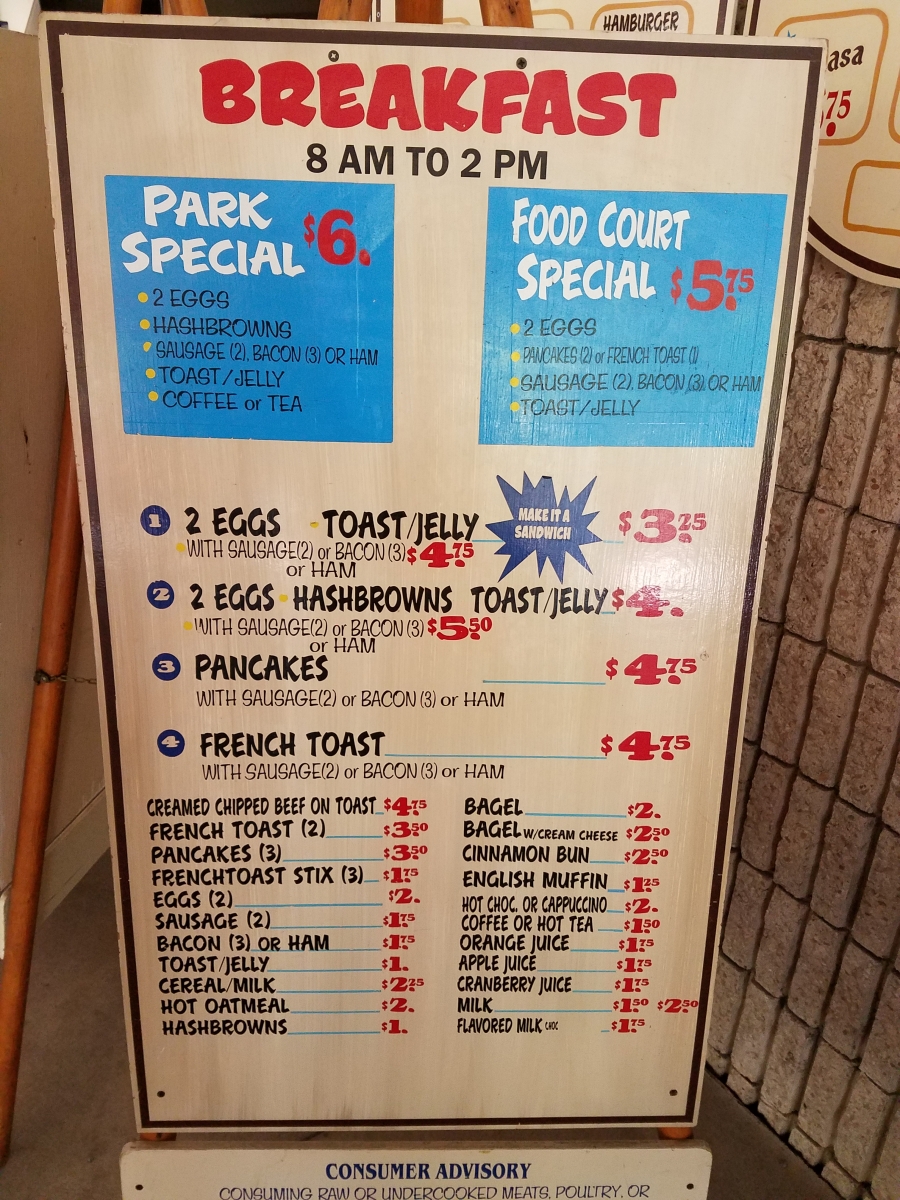 HAMBURGER
asa
75
BREAKFAST
8 AM TO 2 PM
PARK
SPECIAL $6.
• 2 EGGS
• HASHBROWNS
• SAUSAGE (2), BACON (3) OR HAM
• TOAST/JELLY
• COFFEE or TEA
FOOD COURT
SPECIAL $5.75
• 2 EGGS
• PANCAKES (2) or FRENCH TOAST (1)
• SAUSAGE (2), BACON (3), OR HAM
• TOAST/JELLY
1 2 EGGS - TOAST/JELLY $3.25
MAKE IT A
SANDWICH
• WITH SAUSAGE(2) or BACON (3) $4.75
or HAM
2 2 EGGS - HASHBROWNS TOAST/JELLY $4.
• WITH SAUSAGE(2) or BACON (3) $5.50
or HAM
3 PANCAKES $4.75
WITH SAUSAGE(2) or BACON (3) or HAM
4 FRENCH TOAST $4.75
WITH SAUSAGE(2) or BACON (3) or HAM
CREAMED CHIPPED BEEF ON TOAST $4.75
FRENCH TOAST (2) $3.50
PANCAKES (3) $3.50
FRENCHTOAST STIX (3) $1.75
EGGS (2) $2.
SAUSAGE (2) $1.75
BACON (3) OR HAM $1.75
TOAST/JELLY $1.
CEREAL/MILK $2.25
HOT OATMEAL $2.
HASHBROWNS $1.
BAGEL $2.
BAGEL W/CREAM CHEESE $2.50
CINNAMON BUN $2.50
ENGLISH MUFFIN $1.25
HOT CHOC. OR CAPPUCCINO $2.
COFFEE OR HOT TEA $1.50
ORANGE JUICE $1.75
APPLE JUICE $1.75
CRANBERRY JUICE $1.75
MILK $1.50 $2.50
FLAVORED MILK CHOC $1.75
CONSUMER ADVISORY
CONSUMING RAW OR UNDERCOOKED MEATS, POULTRY, OR